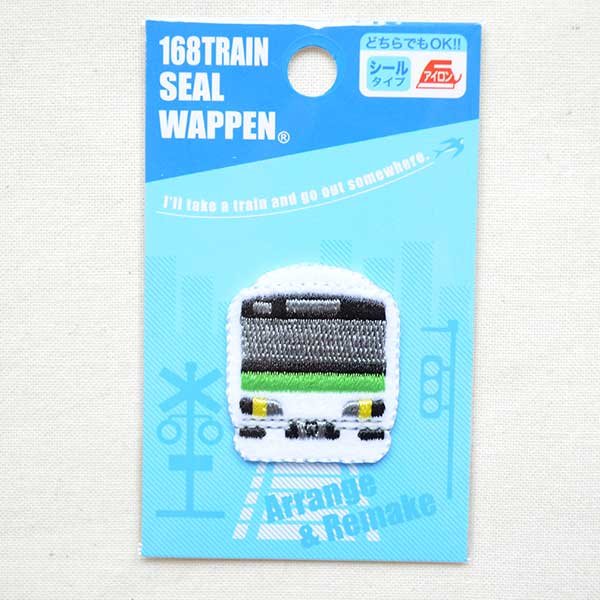 168TRAIN
SEAL
WAPPEN®
どちらでもOK!!
シール
タイプ
アイロン
I'll take a train and go out somewhere.
Arrange
& Remake